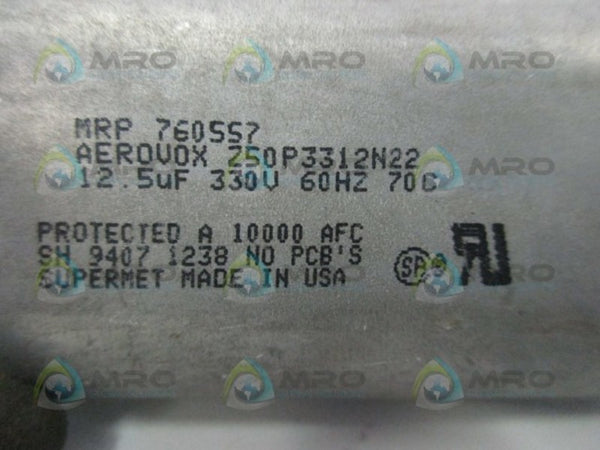 MRP 760557
AEROVOX Z50P3312N22
12.5uF 330V 60HZ 70C
PROTECTED A 10000 AFC
SH 9407 1238 NO PCB'S
SUPERMET MADE IN USA
MRO